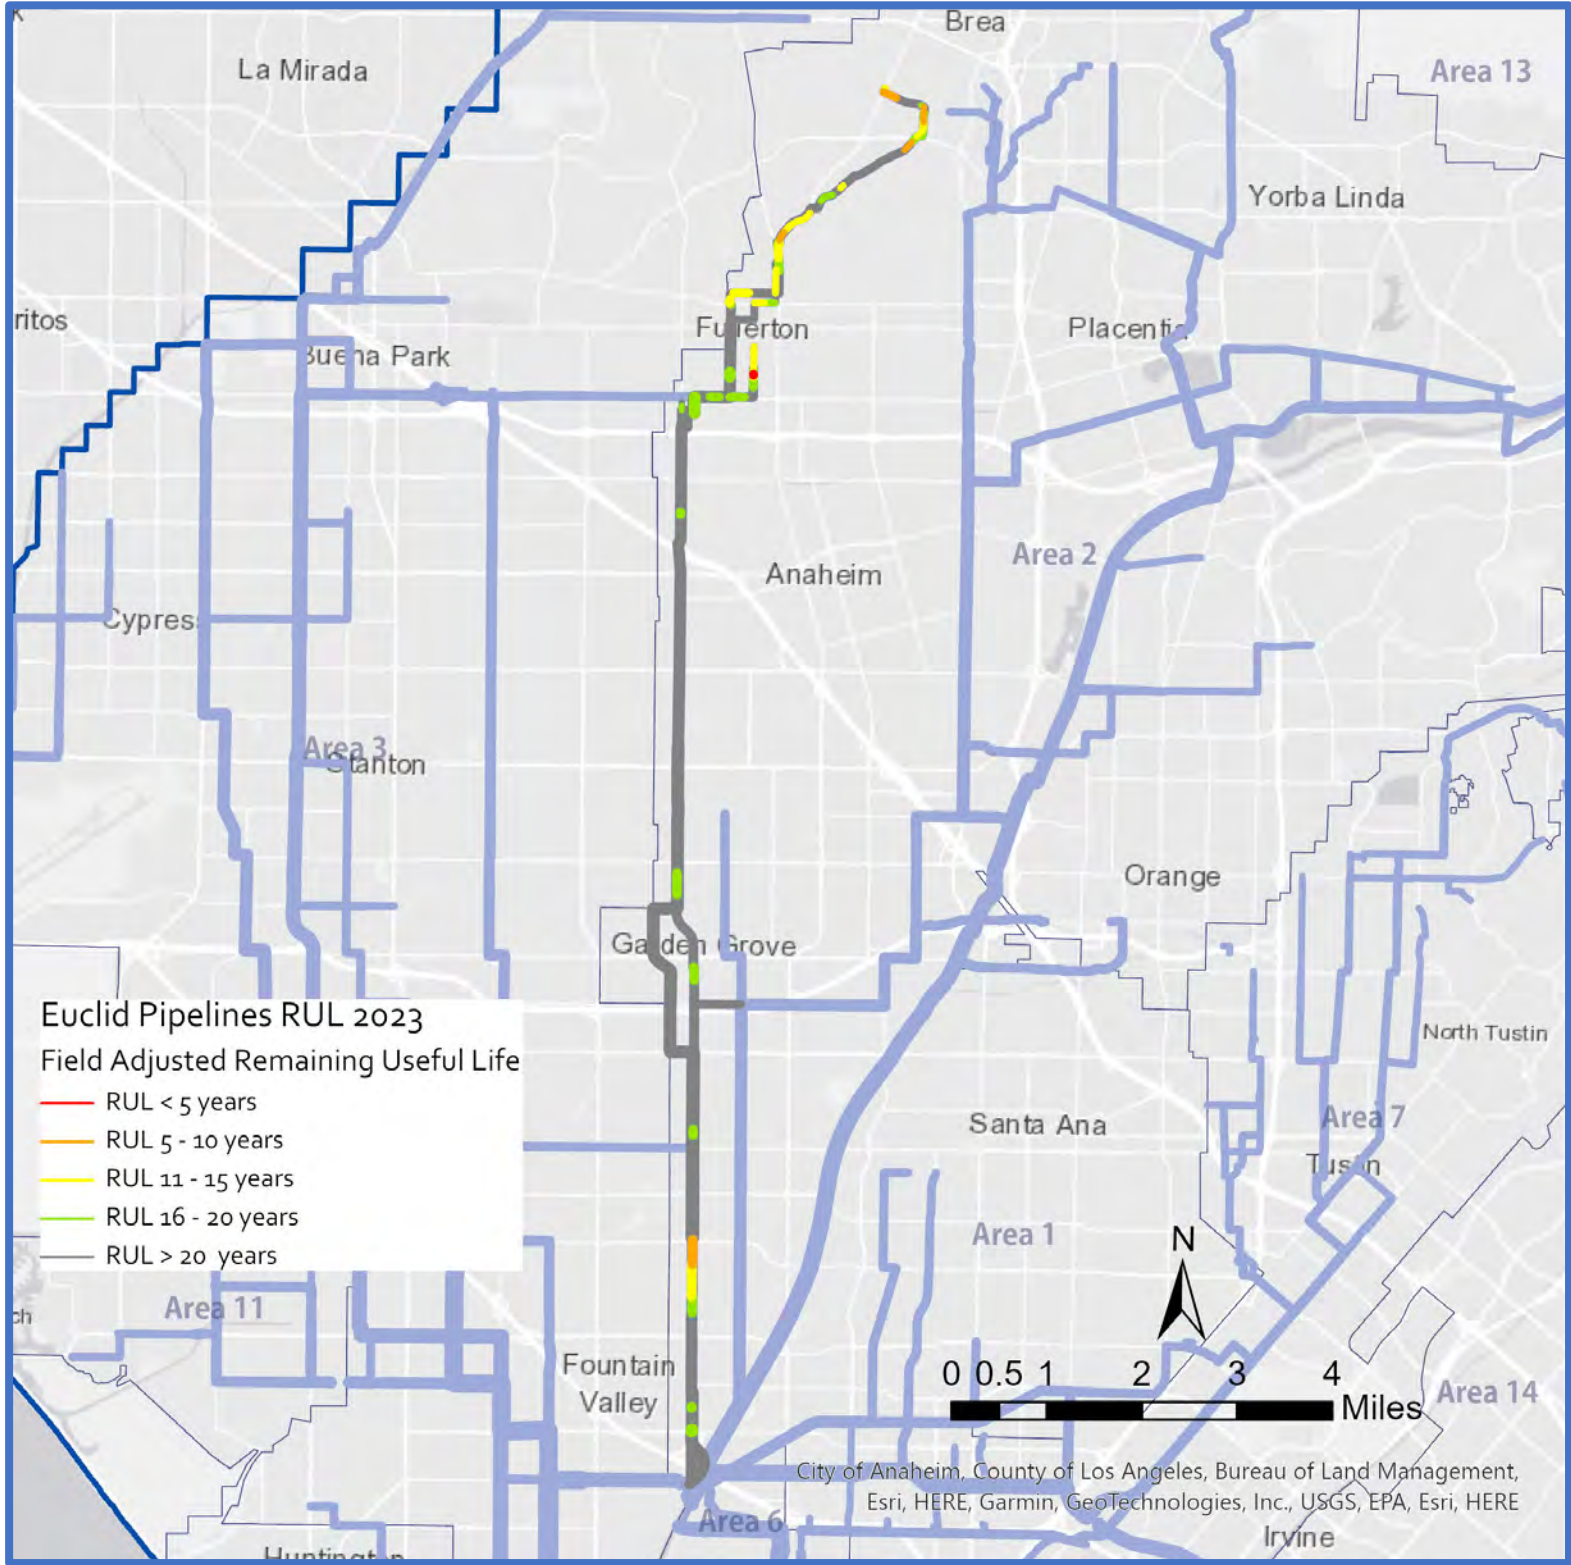 Brea
La Mirada
Area 13
Yorba Linda
ritos
Fullerton
Placentia
Buena Park
Area 2
Anaheim
Cypress
Area 3
Stanton
Orange
Garden Grove
Euclid Pipelines RUL 2023
Field Adjusted Remaining Useful Life
RUL < 5 years
RUL 5 - 10 years
RUL 11 - 15 years
RUL 16 - 20 years
RUL > 20 years
North Tustin
Santa Ana
Area 7
Tustin
Area 1
N
Area 11
ch
Fountain
Valley
0 0.5 1 2 3 4
Miles
Area 14
City of Anaheim, County of Los Angeles, Bureau of Land Management,
Esri, HERE, Garmin, GeoTechnologies, Inc., USGS, EPA, Esri, HERE
Area 6
Irvine
Huntington